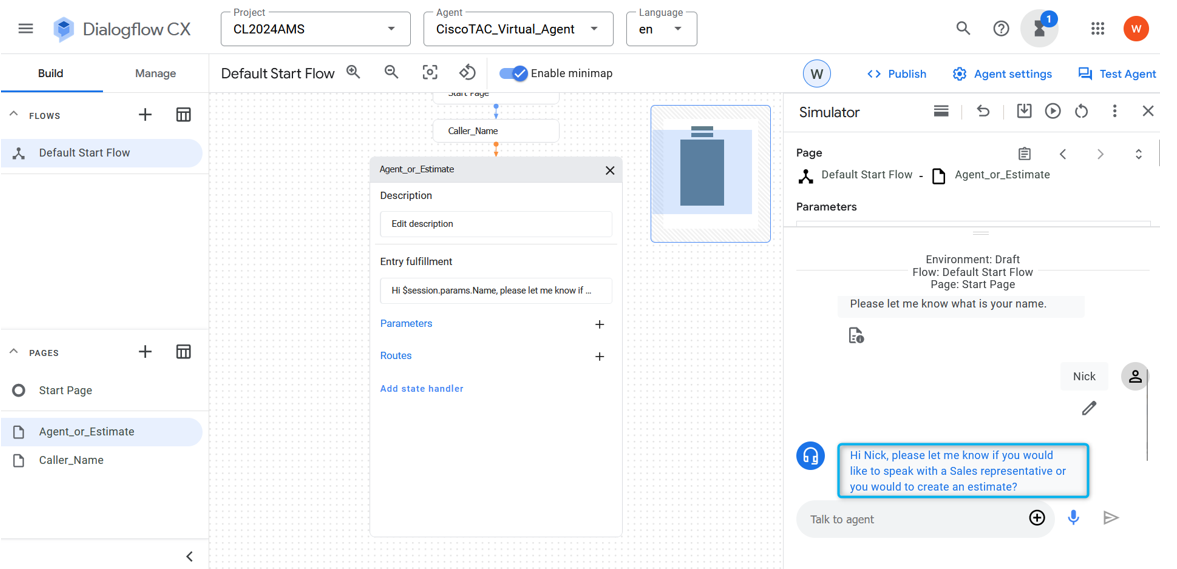 Dialogflow CX
Project
CL2024AMS
Agent
CiscoTAC_Virtual_Agent
Language
en
1
W
Build
Manage
Default Start Flow
Enable minimap
W
Publish
Agent settings
Test Agent
FLOWS
Default Start Flow
PAGES
Start Page
Agent_or_Estimate
Caller_Name
Start Page
Caller_Name
Agent_or_Estimate
Description
Edit description
Entry fulfillment
Hi $session.params.Name, please let me know if ...
Parameters
Routes
Add state handler
Simulator
Page
Default Start Flow - Agent_or_Estimate
Parameters
Environment: Draft
Flow: Default Start Flow
Page: Start Page
Please let me know what is your name.
Nick
Hi Nick, please let me know if you would
like to speak with a Sales representative or
you would to create an estimate?
Talk to agent